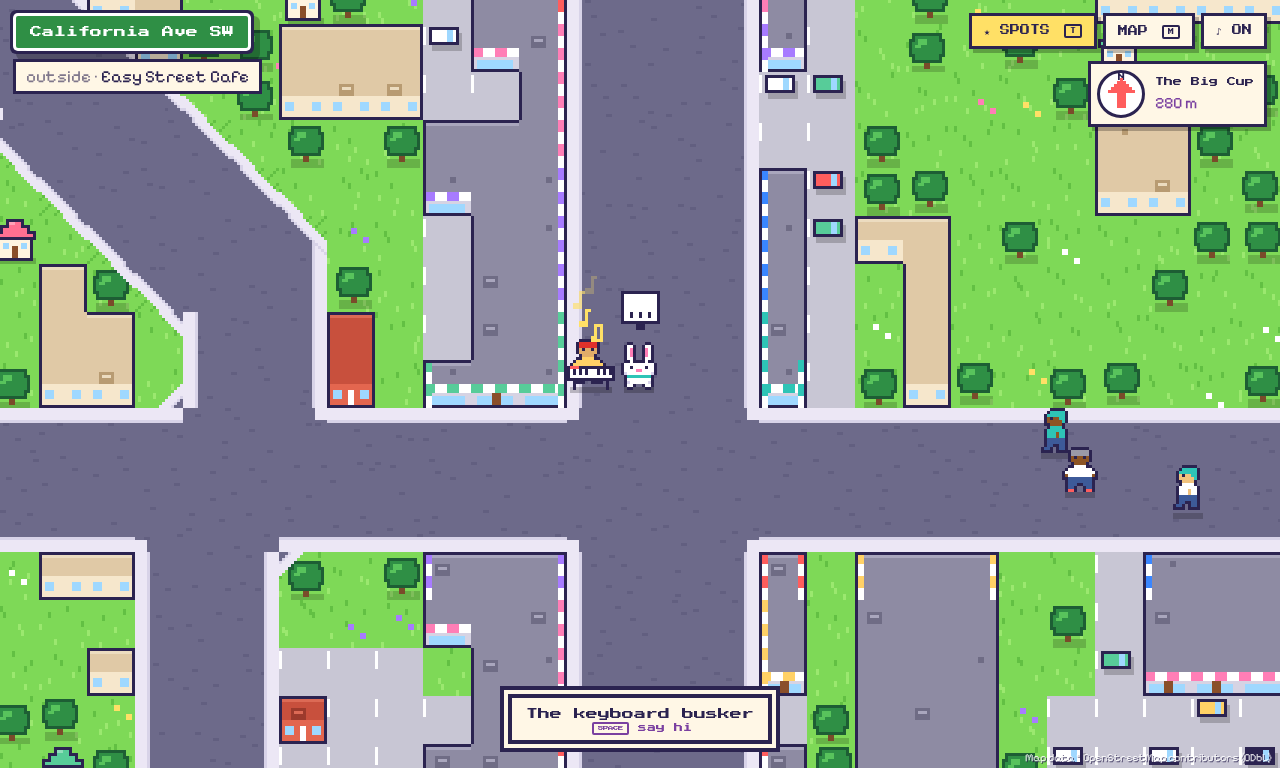 California Ave SW
outside · Easy Street Cafe
★ SPOTS T
MAP M
♪ ON
N
The Big Cup
280 m
The keyboard busker
SPACE say hi
Map data © OpenStreetMap contributors (ODbL)